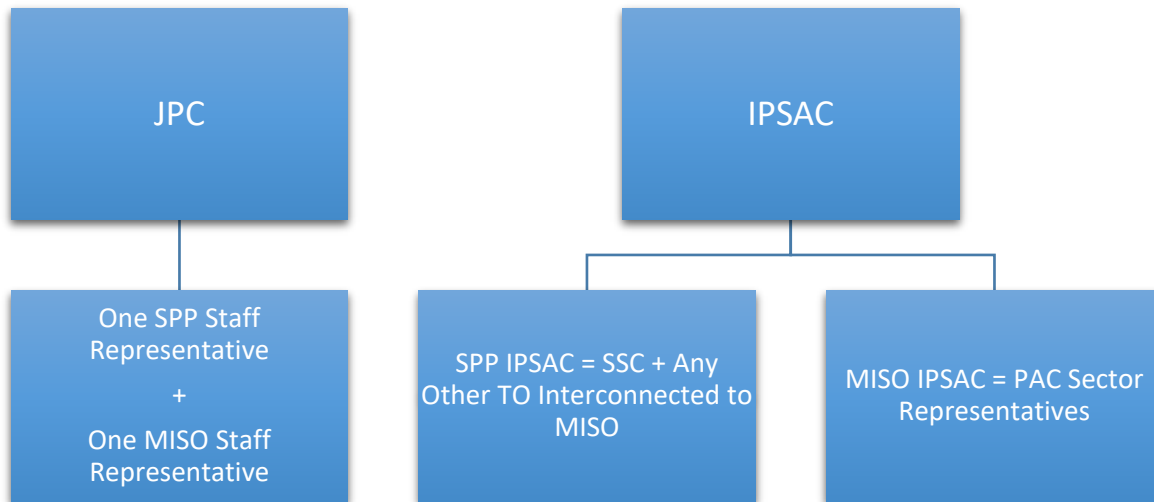 JPC
IPSAC
One SPP Staff
Representative
+
One MISO Staff
Representative
SPP IPSAC = SSC + Any
Other TO Interconnected to
MISO
MISO IPSAC = PAC Sector
Representatives